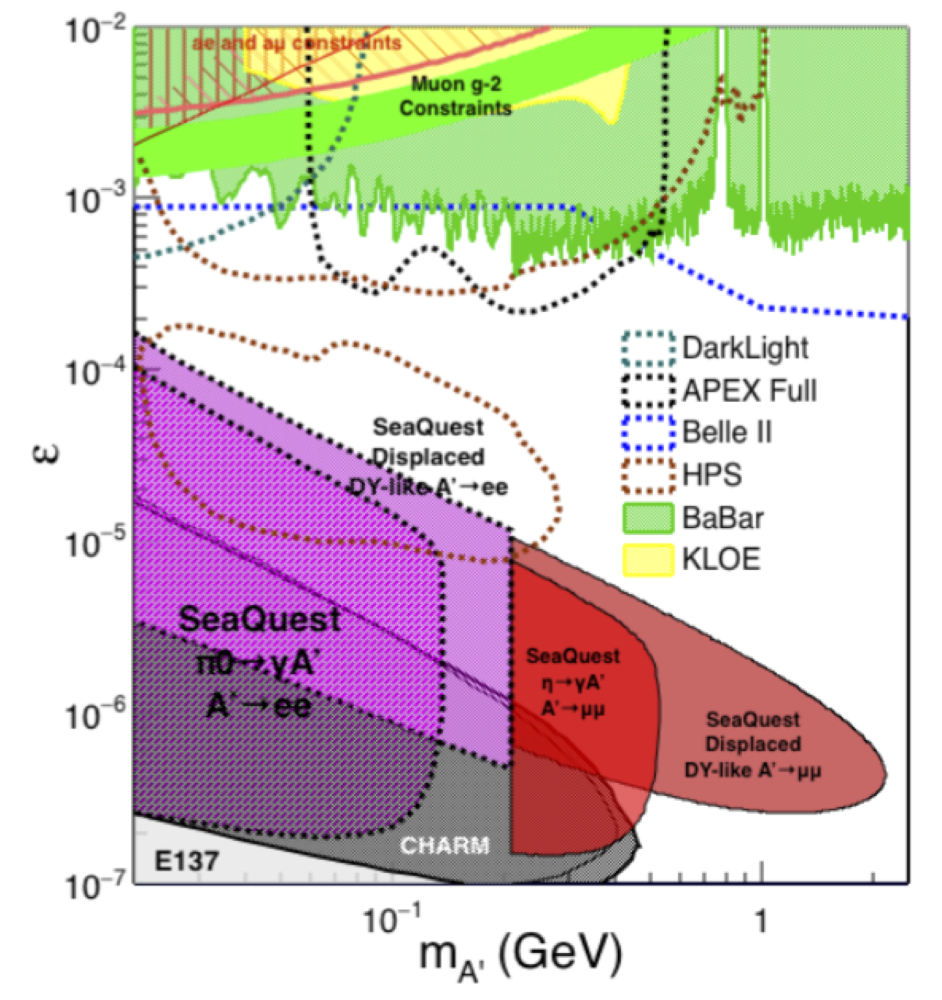 10⁻²
ae and aμ constraints
Muon g-2
Constraints
10⁻³
DarkLight
10⁻⁴
APEX Full
SeaQuest
Displaced
DY-like A'→ee
Belle II
ε
HPS
BaBar
10⁻⁵
KLOE
SeaQuest
π0→γA'
A'→ee
SeaQuest
η→γA'
A'→μμ
10⁻⁶
SeaQuest
Displaced
DY-like A'→μμ
CHARM
E137
10⁻⁷
10⁻¹
1
m_A' (GeV)